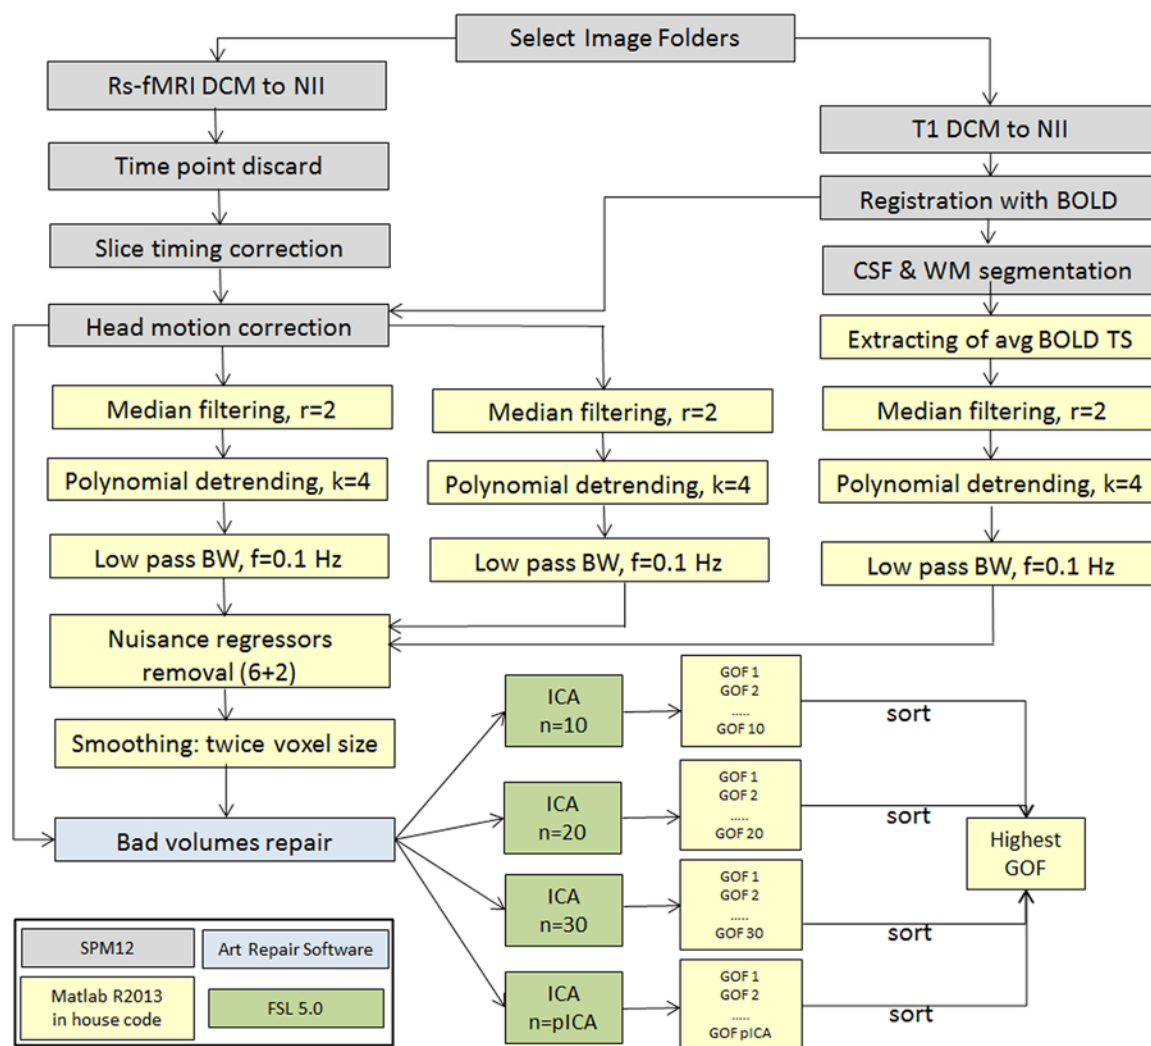 Select Image Folders
Rs-fMRI DCM to NII
T1 DCM to NII
Time point discard
Registration with BOLD
Slice timing correction
CSF & WM segmentation
Head motion correction
Extracting of avg BOLD TS
Median filtering, r=2
Median filtering, r=2
Median filtering, r=2
Polynomial detrending, k=4
Polynomial detrending, k=4
Polynomial detrending, k=4
Low pass BW, f=0.1 Hz
Low pass BW, f=0.1 Hz
Low pass BW, f=0.1 Hz
Nuisance regressors
removal (6+2)
Smoothing: twice voxel size
Bad volumes repair
ICA
n=10
GOF 1
GOF 2
.....
GOF 10
sort
ICA
n=20
GOF 1
GOF 2
.....
GOF 20
sort
ICA
n=30
GOF 1
GOF 2
.....
GOF 30
sort
ICA
n=pICA
GOF 1
GOF 2
.....
GOF pICA
sort
Highest
GOF
SPM12
Art Repair Software
Matlab R2013
in house code
FSL 5.0